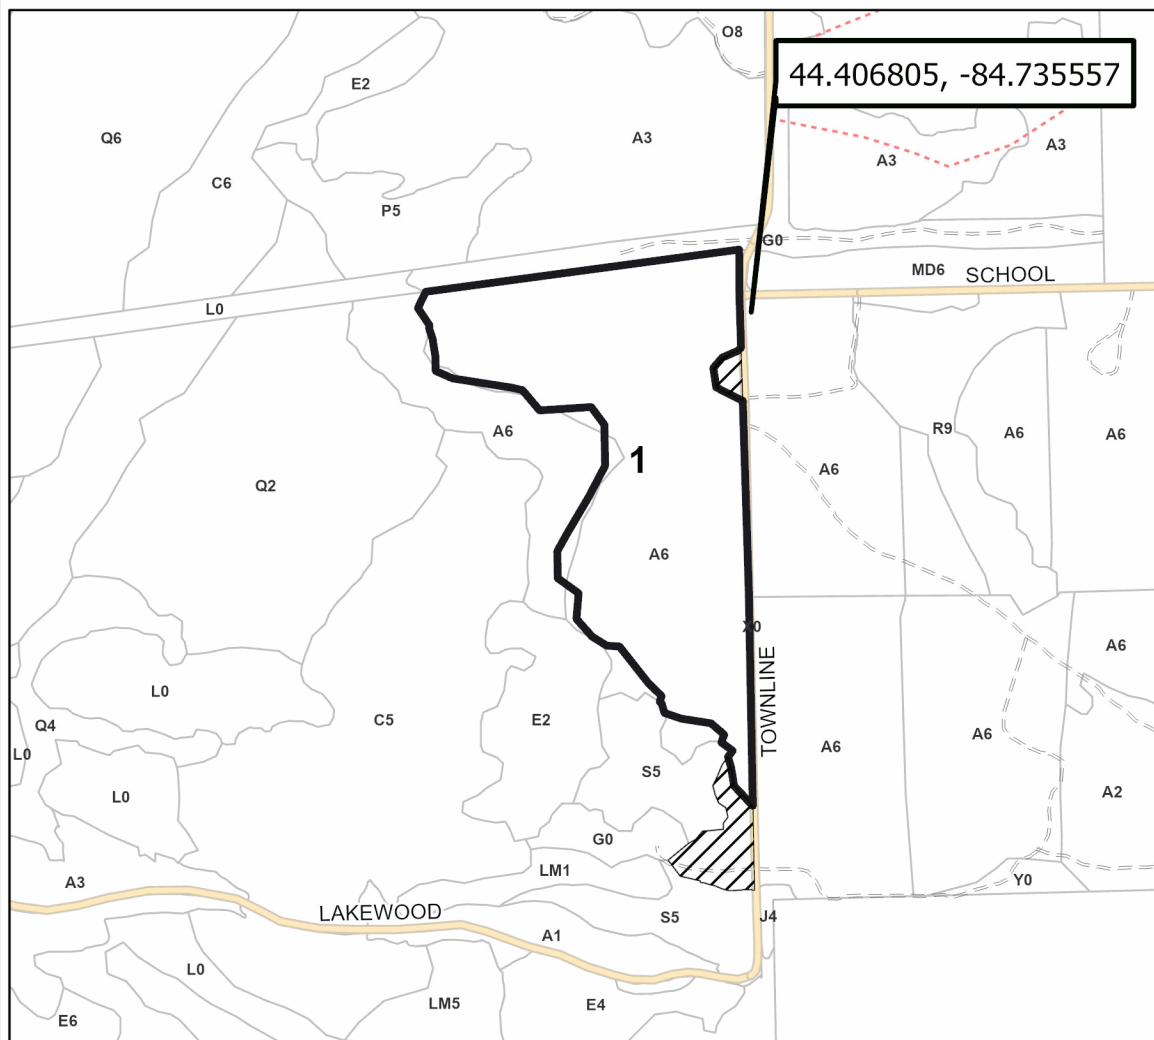 O8
44.406805, -84.735557
E2
Q6
A3
A3
A3
C6
P5
G0
MD6
SCHOOL
L0
R9
A6
A6
A6
1
A6
Q2
A6
A6
X0
TOWNLINE
A6
L0
Q4
C5
E2
A6
A6
L0
S5
L0
A2
G0
LM1
A3
Y0
LAKEWOOD
S5
J4
A1
L0
LM5
E4
E6